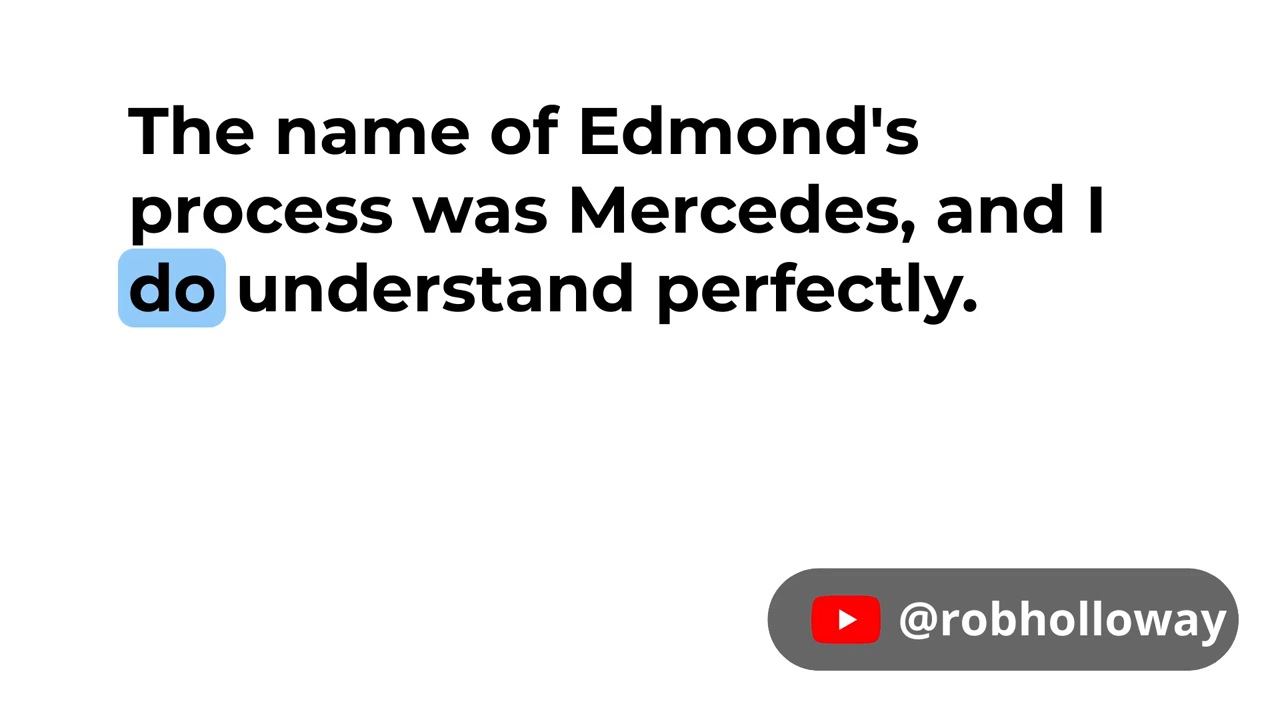 The name of Edmond's
process was Mercedes, and I
do understand perfectly.
@robholloway